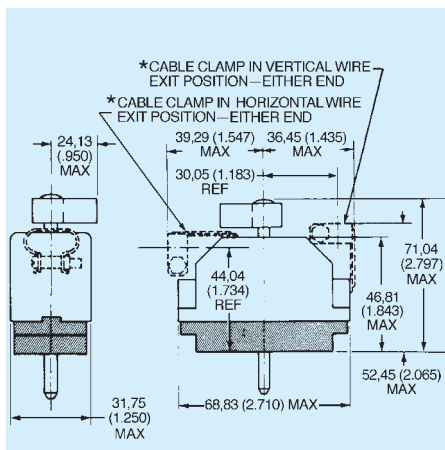 *CABLE CLAMP IN VERTICAL WIRE
EXIT POSITION—EITHER END
*CABLE CLAMP IN HORIZONTAL WIRE
EXIT POSITION—EITHER END
24,13
(.950)
MAX
39,29 (1.547)
MAX
36,45 (1.435)
MAX
30,05 (1.183)
REF
44,04
(1.734)
REF
71,04
(2.797)
MAX
46,81
(1.843)
MAX
52,45 (2.065)
MAX
31,75
(1.250)
MAX
68,83 (2.710) MAX